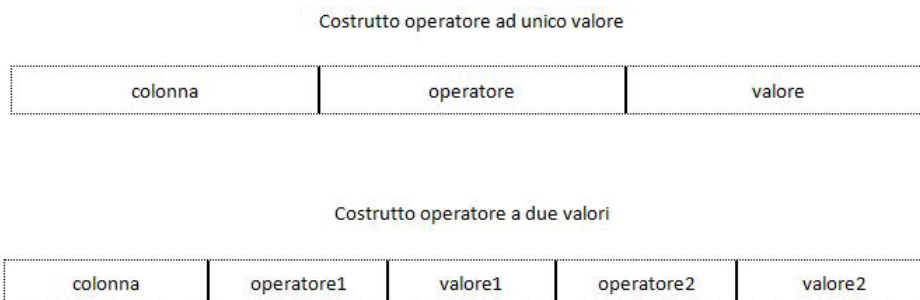 Costrutto operatore ad unico valore
colonna operatore valore
Costrutto operatore a due valori
colonna operatore1 valore1 operatore2 valore2